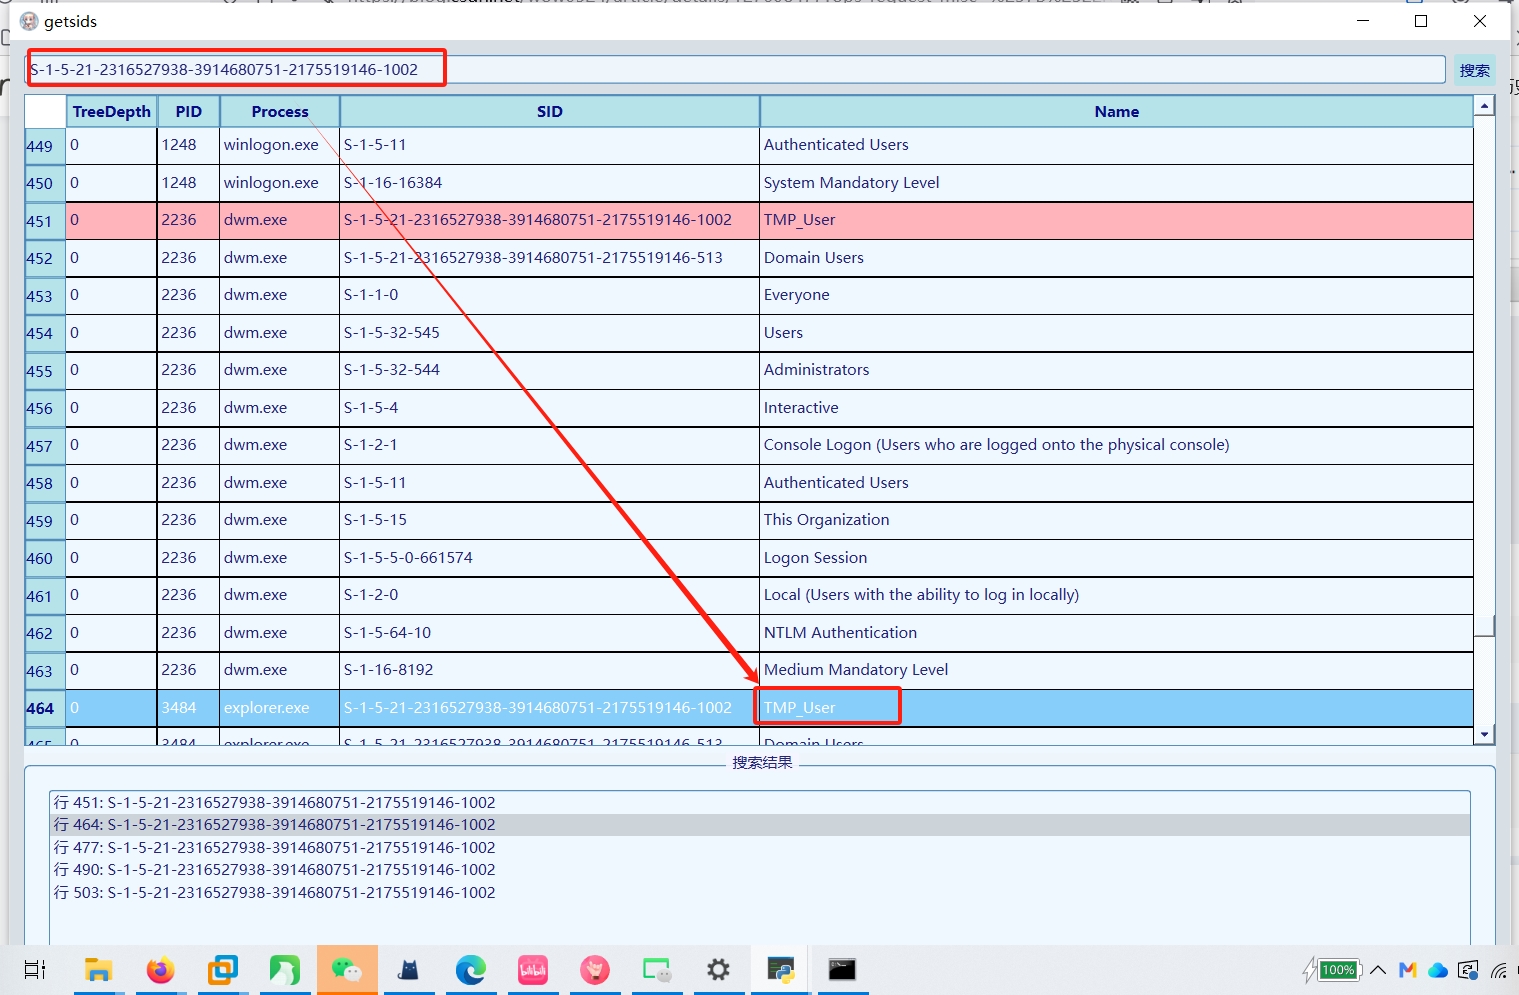 getsids
S-1-5-21-2316527938-3914680751-2175519146-1002 搜索
TreeDepth PID Process SID Name
449 0 1248 winlogon.exe S-1-5-11 Authenticated Users
450 0 1248 winlogon.exe S-1-16-16384 System Mandatory Level
451 0 2236 dwm.exe S-1-5-21-2316527938-3914680751-2175519146-1002 TMP_User
452 0 2236 dwm.exe S-1-5-21-2316527938-3914680751-2175519146-513 Domain Users
453 0 2236 dwm.exe S-1-1-0 Everyone
454 0 2236 dwm.exe S-1-5-32-545 Users
455 0 2236 dwm.exe S-1-5-32-544 Administrators
456 0 2236 dwm.exe S-1-5-4 Interactive
457 0 2236 dwm.exe S-1-2-1 Console Logon (Users who are logged onto the physical console)
458 0 2236 dwm.exe S-1-5-11 Authenticated Users
459 0 2236 dwm.exe S-1-5-15 This Organization
460 0 2236 dwm.exe S-1-5-5-0-661574 Logon Session
461 0 2236 dwm.exe S-1-2-0 Local (Users with the ability to log in locally)
462 0 2236 dwm.exe S-1-5-64-10 NTLM Authentication
463 0 2236 dwm.exe S-1-16-8192 Medium Mandatory Level
464 0 3484 explorer.exe S-1-5-21-2316527938-3914680751-2175519146-1002 TMP_User
465 0 3484 explorer.exe S-1-5-21-2316527938-3914680751-2175519146-513 Domain Users
搜索结果
行 451: S-1-5-21-2316527938-3914680751-2175519146-1002
行 464: S-1-5-21-2316527938-3914680751-2175519146-1002
行 477: S-1-5-21-2316527938-3914680751-2175519146-1002
行 490: S-1-5-21-2316527938-3914680751-2175519146-1002
行 503: S-1-5-21-2316527938-3914680751-2175519146-1002
bilibili
100%